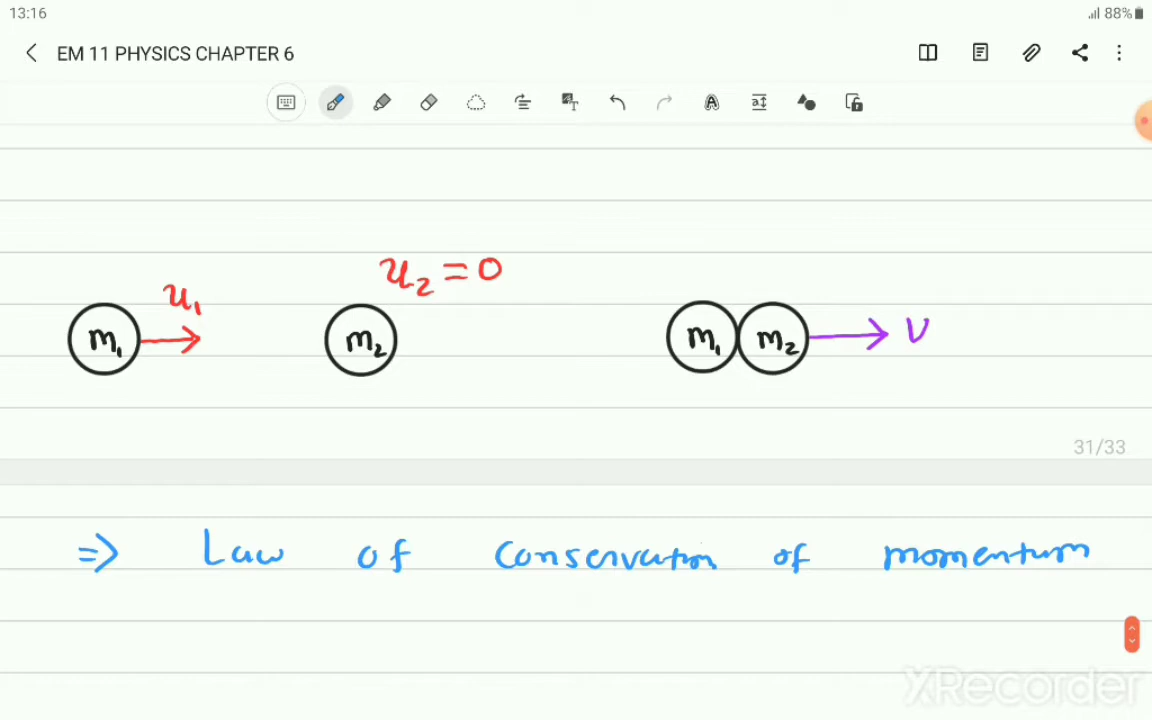 13:16
88%
EM 11 PHYSICS CHAPTER 6
u₁
u₂ = 0
m₁
m₂
m₁ m₂ v
31/33
=> Law of conservation of momentum
XRecorder